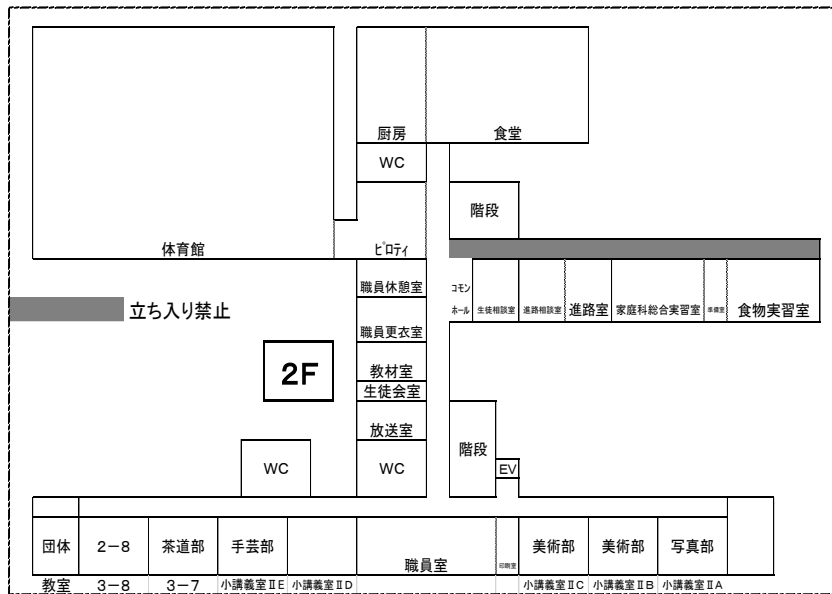 厨房 食堂
WC
階段
体育館 ピロティ
職員休憩室
コモンホール 生徒相談室 進路相談室 進路室 家庭科総合実習室 準備室 食物実習室
立ち入り禁止
職員更衣室
2F
教材室
生徒会室
放送室
階段
WC WC EV
団体 2-8 茶道部 手芸部 職員室 印刷室 美術部 美術部 写真部
教室 3-8 3-7 小講義室ⅡE 小講義室ⅡD 小講義室ⅡC 小講義室ⅡB 小講義室ⅡA